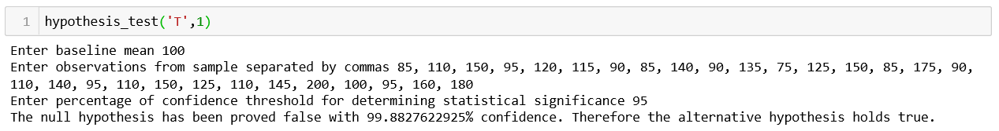 1 hypothesis_test('T',1)
Enter baseline mean 100
Enter observations from sample separated by commas 85, 110, 150, 95, 120, 115, 90, 85, 140, 90, 135, 75, 125, 150, 85, 175, 90,
110, 140, 95, 110, 150, 125, 110, 145, 200, 100, 95, 160, 180
Enter percentage of confidence threshold for determining statistical significance 95
The null hypothesis has been proved false with 99.8827622925% confidence. Therefore the alternative hypothesis holds true.